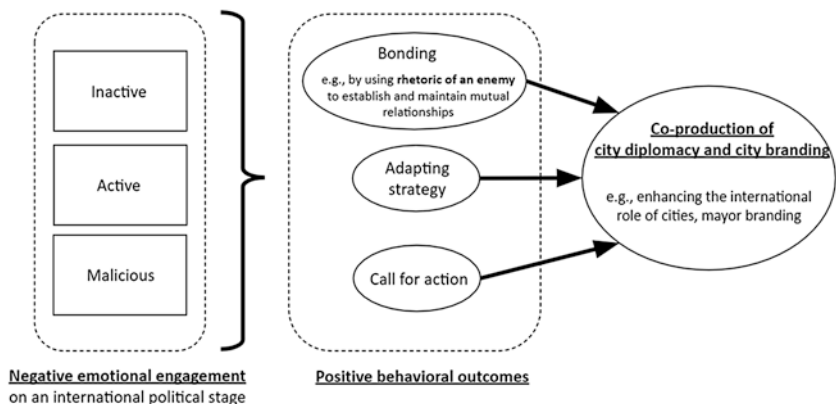 Inactive
Active
Malicious
Negative emotional engagement
on an international political stage
Bonding
e.g., by using rhetoric of an enemy
to establish and maintain mutual
relationships
Adapting
strategy
Call for action
Positive behavioral outcomes
Co-production of
city diplomacy and city branding
e.g., enhancing the international
role of cities, mayor branding